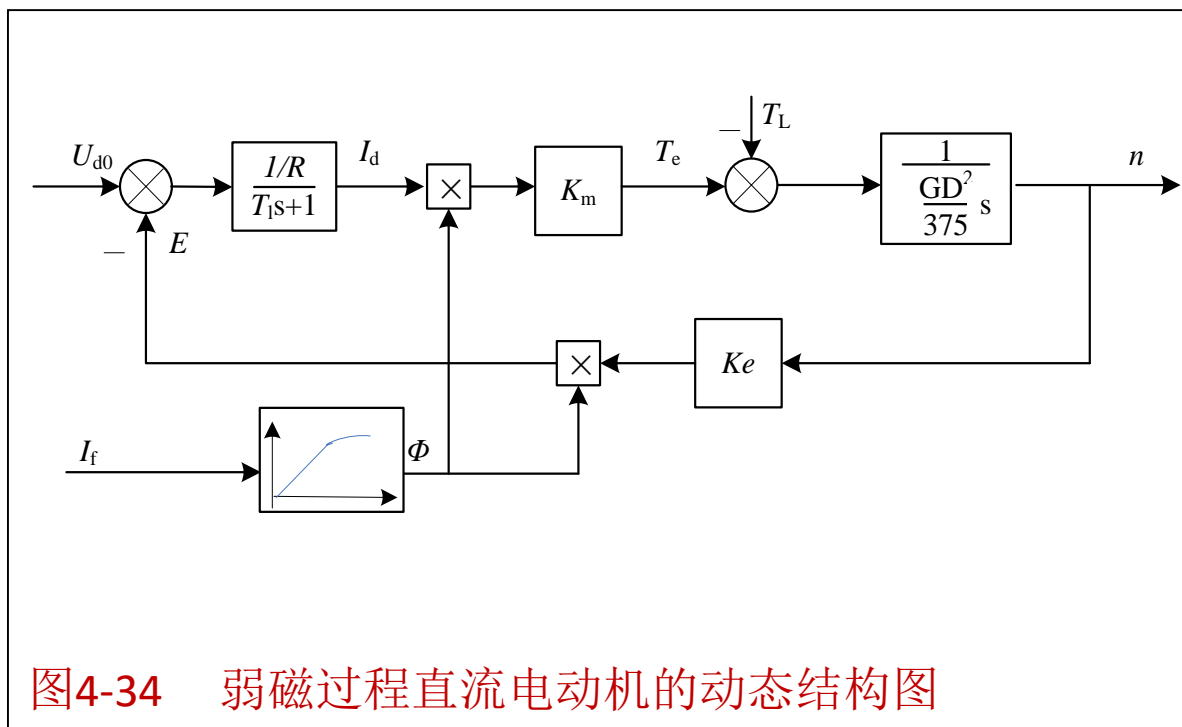 U_d0
1/R
T_l s+1
I_d
×
K_m
T_e
—
T_L
1
GD²
375 s
n
—
E
×
Ke
I_f
Φ
图4-34 弱磁过程直流电动机的动态结构图